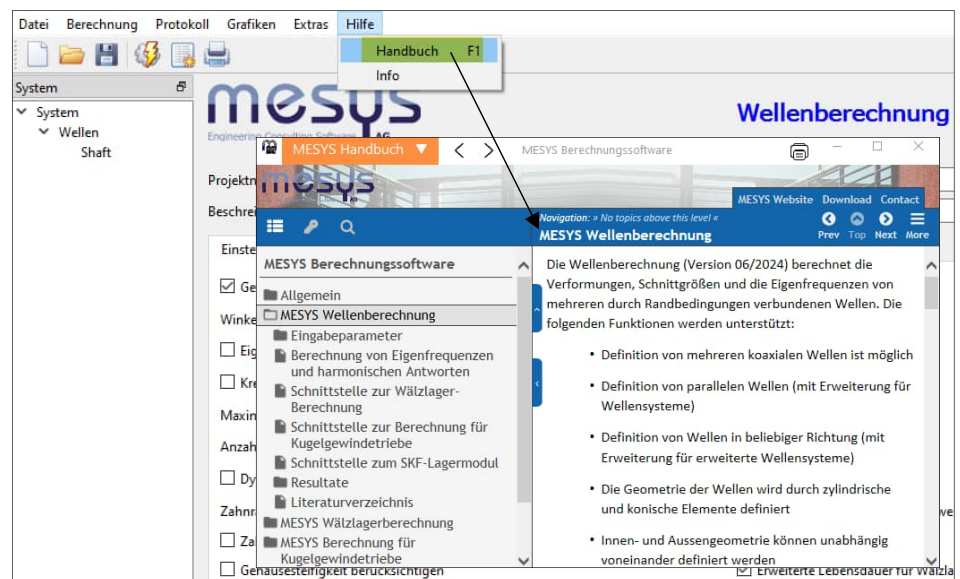 Datei Berechnung Protokoll Grafiken Extras Hilfe
Handbuch F1
Info
System
System
Wellen
Shaft
mesys
Engineering Consulting Software AG
Wellenberechnung
MESYS Handbuch
MESYS Berechnungssoftware
mesys
MESYS Website Download Contact
Navigation: » No topics above this level «
MESYS Wellenberechnung
Prev Top Next More
MESYS Berechnungssoftware
Allgemein
MESYS Wellenberechnung
Eingabeparameter
Berechnung von Eigenfrequenzen
und harmonischen Antworten
Schnittstelle zur Wälzlager-
Berechnung
Schnittstelle zur Berechnung für
Kugelgewindetriebe
Schnittstelle zum SKF-Lagermodul
Resultate
Literaturverzeichnis
MESYS Wälzlagerberechnung
MESYS Berechnung für
Kugelgewindetriebe
Die Wellenberechnung (Version 06/2024) berechnet die
Verformungen, Schnittgrößen und die Eigenfrequenzen von
mehreren durch Randbedingungen verbundenen Wellen. Die
folgenden Funktionen werden unterstützt:
• Definition von mehreren koaxialen Wellen ist möglich
• Definition von parallelen Wellen (mit Erweiterung für
Wellensysteme)
• Definition von Wellen in beliebiger Richtung (mit
Erweiterung für erweiterte Wellensysteme)
• Die Geometrie der Wellen wird durch zylindrische
und konische Elemente definiert
• Innen- und Aussengeometrie können unabhängig
voneinander definiert werden
Projektn
Beschrei
Einste
Ge
Winke
Eig
Kre
Maxim
Anzah
Dy
Zahnr
Za
Gehäusesteifigkeit berücksichtigen
Erweiterte Lebensdauer für Wälzla